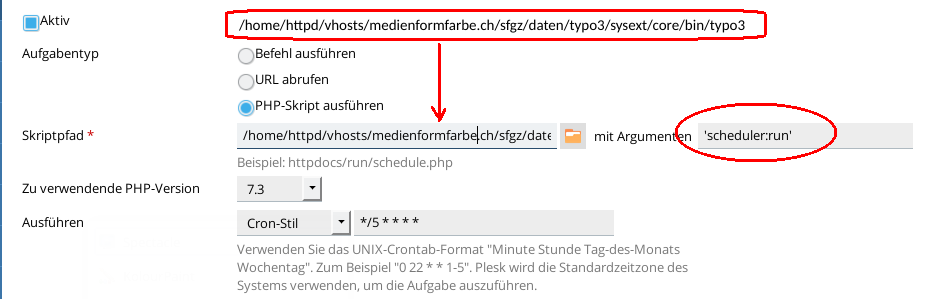 Aktiv
/home/httpd/vhosts/medienformfarbe.ch/sfgz/daten/typo3/sysext/core/bin/typo3
Aufgabentyp
Befehl ausführen
URL abrufen
PHP-Skript ausführen
Skriptpfad * /home/httpd/vhosts/medienformfarbe.ch/sfgz/date mit Argumenten 'scheduler:run'
Beispiel: httpdocs/run/schedule.php
Zu verwendende PHP-Version 7.3
Ausführen Cron-Stil */5 * * * *
Verwenden Sie das UNIX-Crontab-Format "Minute Stunde Tag-des-Monats
Wochentag". Zum Beispiel "0 22 * * 1-5". Plesk wird die Standardzeitzone des
Systems verwenden, um die Aufgabe auszuführen.